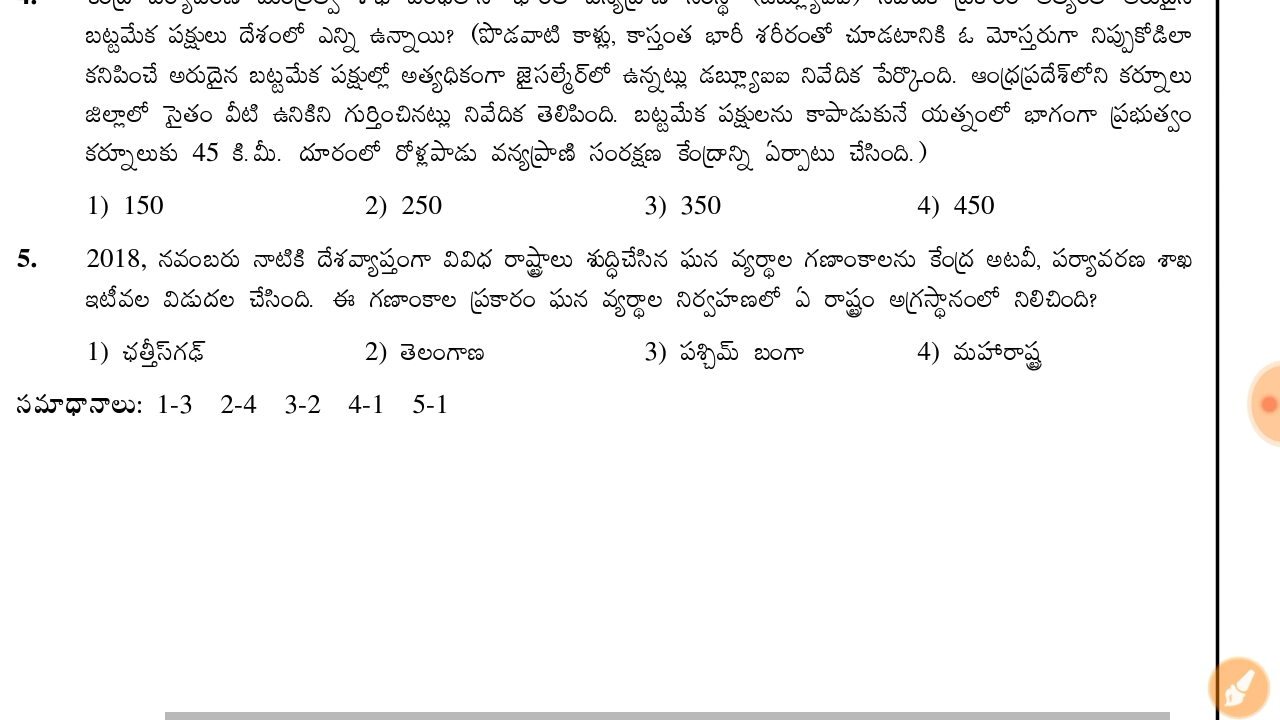 బట్టమేక పక్షులు దేశంలో ఎన్ని ఉన్నాయి? (పొడవాటి కాళ్లు, కాస్తంత భారీ శరీరంతో చూడటానికి ఓ మోస్తరుగా నిప్పుకోడిలా
కనిపించే అరుదైన బట్టమేక పక్షుల్లో అత్యధికంగా జైసల్మేర్‌లో ఉన్నట్లు డబ్ల్యూఐఐ నివేదిక పేర్కొంది. ఆంధ్రప్రదేశ్‌లోని కర్నూలు
జిల్లాలో సైతం వీటి ఉనికిని గుర్తించినట్లు నివేదిక తెలిపింది. బట్టమేక పక్షులను కాపాడుకునే యత్నంలో భాగంగా ప్రభుత్వం
కర్నూలుకు 45 కి.మీ. దూరంలో రోళ్లపాడు వన్యప్రాణి సంరక్షణ కేంద్రాన్ని ఏర్పాటు చేసింది.)
1) 150 2) 250 3) 350 4) 450
5. 2018, నవంబరు నాటికి దేశవ్యాప్తంగా వివిధ రాష్ట్రాలు శుద్ధిచేసిన ఘన వ్యర్థాల గణాంకాలను కేంద్ర అటవీ, పర్యావరణ శాఖ
ఇటీవల విడుదల చేసింది. ఈ గణాంకాల ప్రకారం ఘన వ్యర్థాల నిర్వహణలో ఏ రాష్ట్రం అగ్రస్థానంలో నిలిచింది?
1) ఛత్తీస్‌గఢ్ 2) తెలంగాణ 3) పశ్చిమ్ బంగా 4) మహారాష్ట్ర
సమాధానాలు: 1-3 2-4 3-2 4-1 5-1